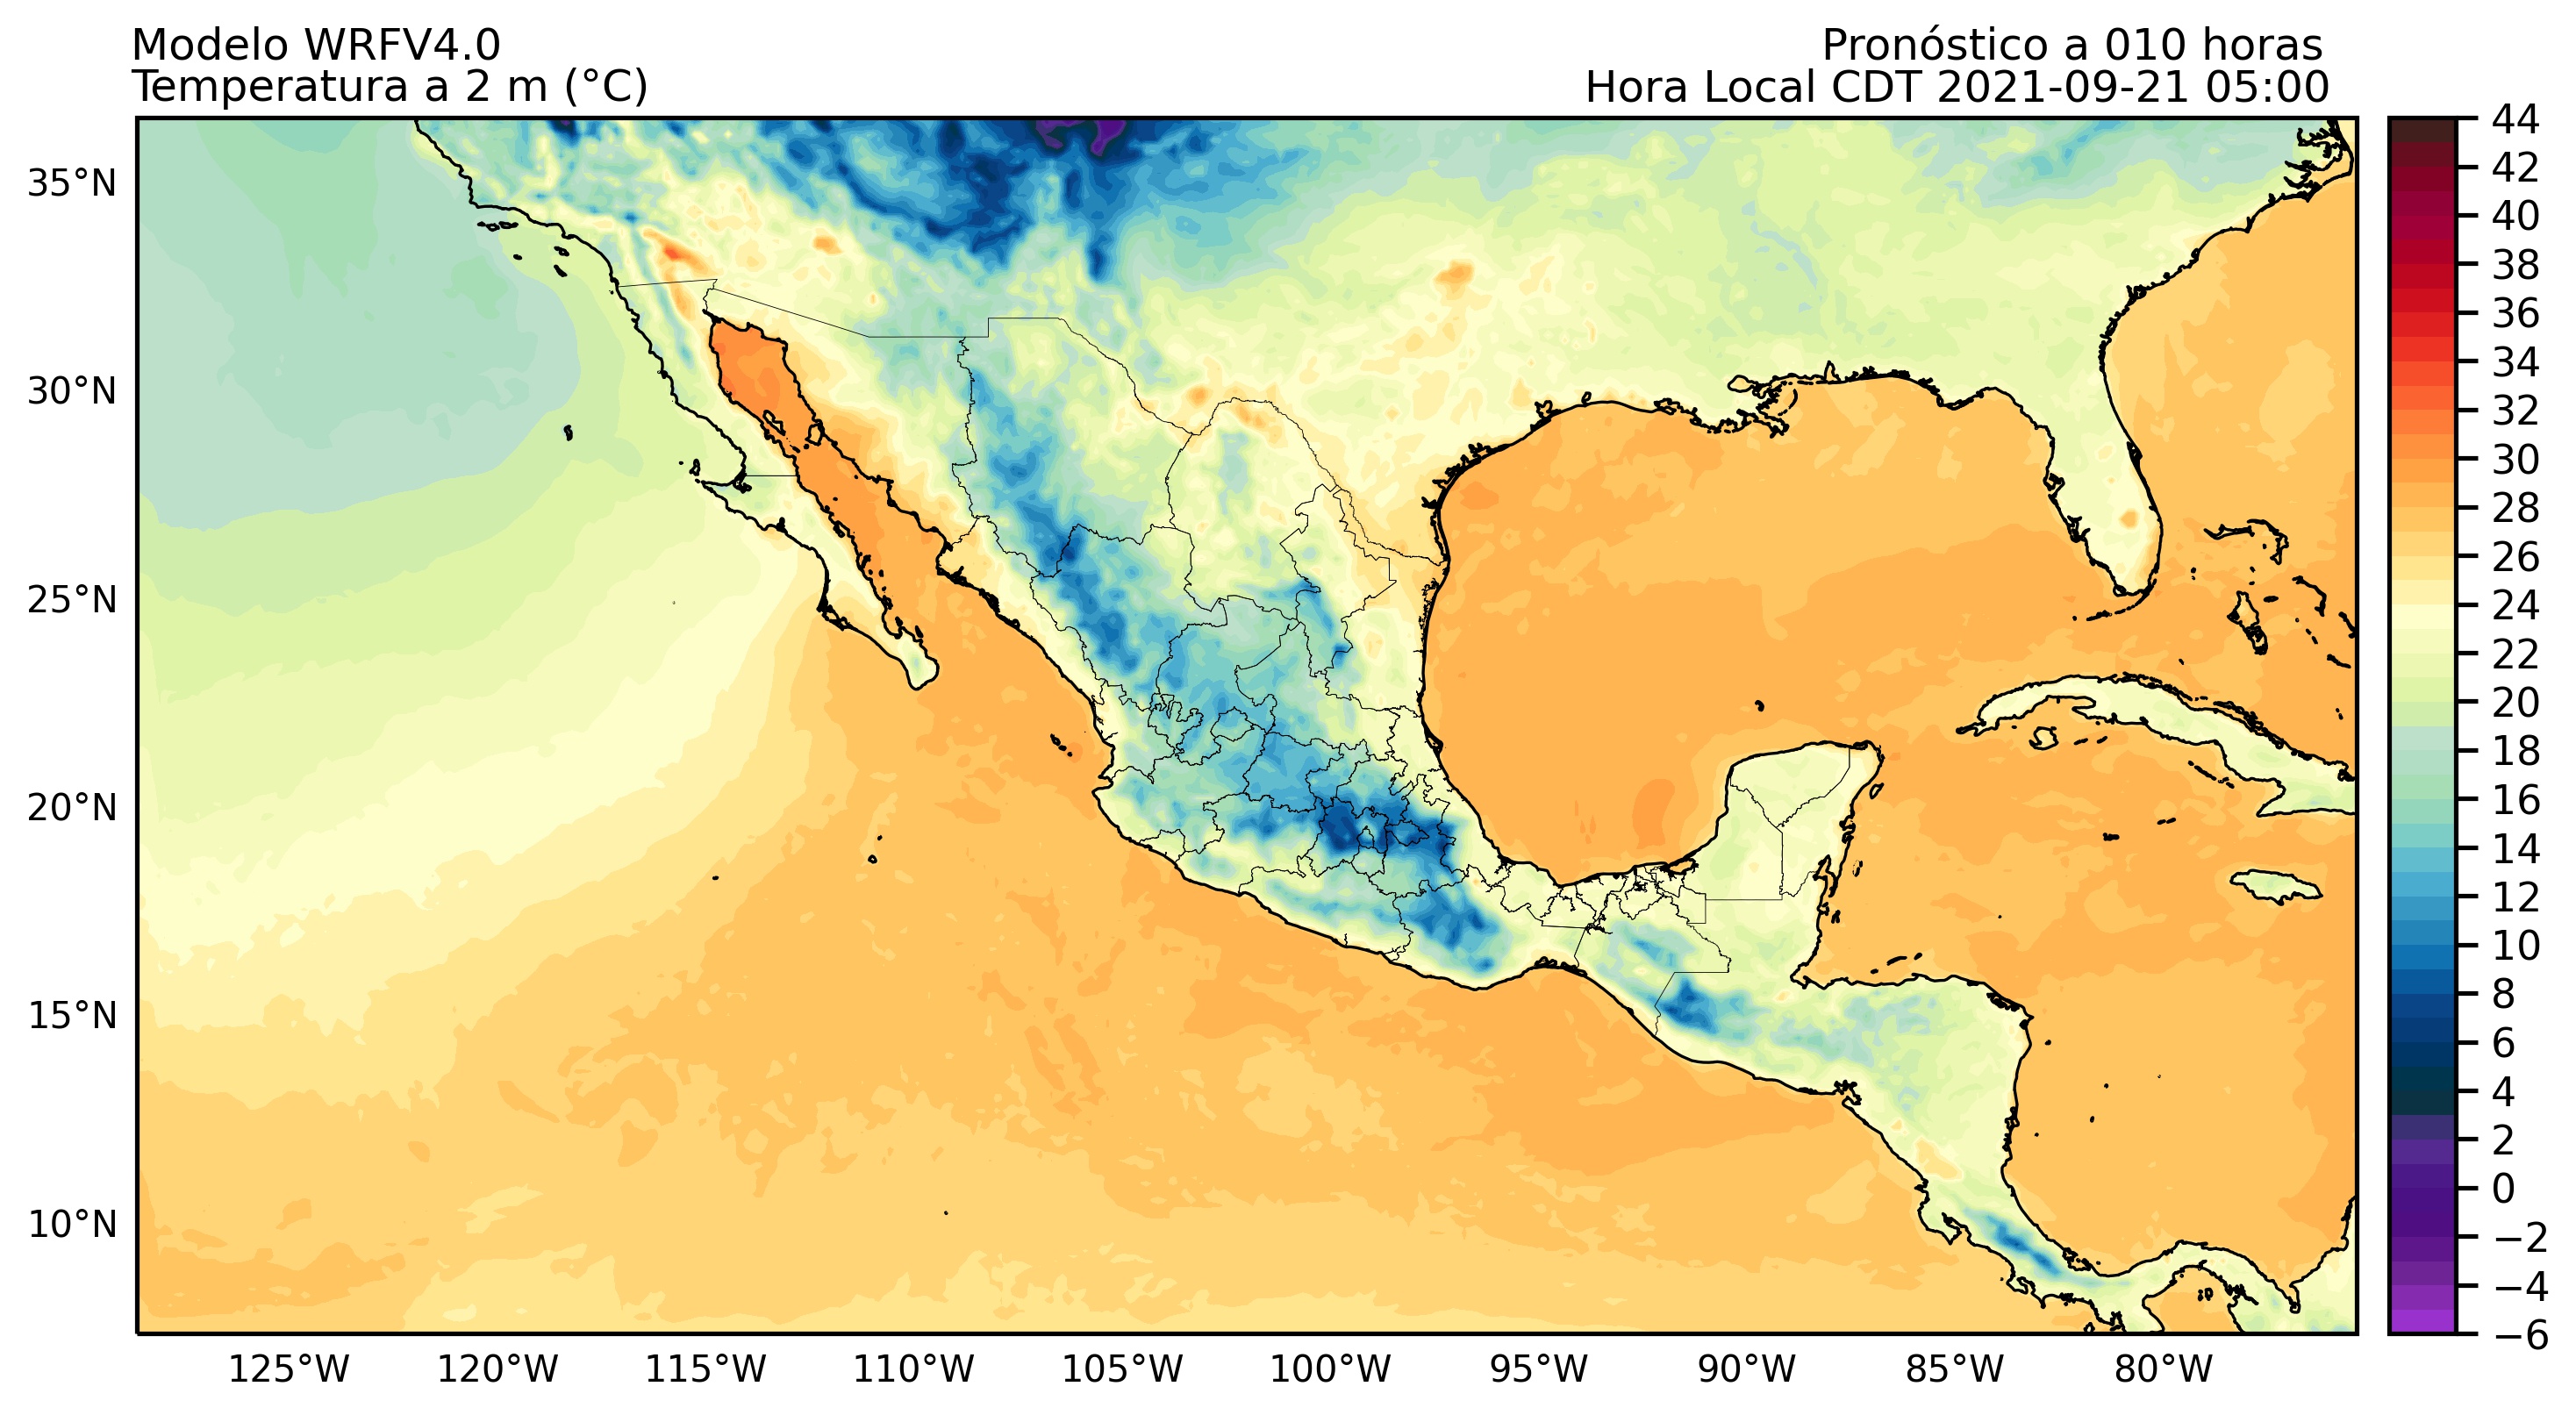 Modelo WRFV4.0
Temperatura a 2 m (°C)
Pronóstico a 010 horas
Hora Local CDT 2021-09-21 05:00
35°N
30°N
25°N
20°N
15°N
10°N
125°W
120°W
115°W
110°W
105°W
100°W
95°W
90°W
85°W
80°W
44
42
40
38
36
34
32
30
28
26
24
22
20
18
16
14
12
10
8
6
4
2
0
−2
−4
−6